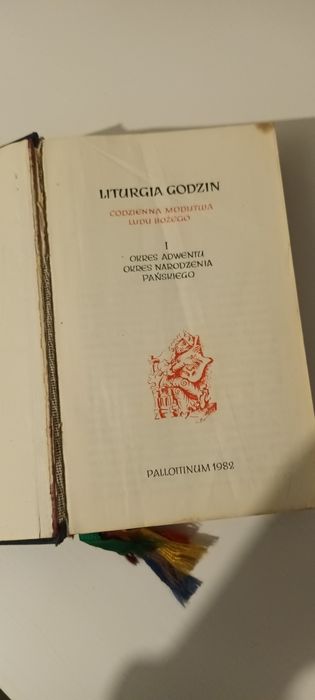 LITURGIA GODZIN
CODZIENNA MODLITWA
LUDU BOŻEGO
I
OKRES ADWENTU
OKRES NARODZENIA
PAŃSKIEGO
PALLOTTINUM 1982